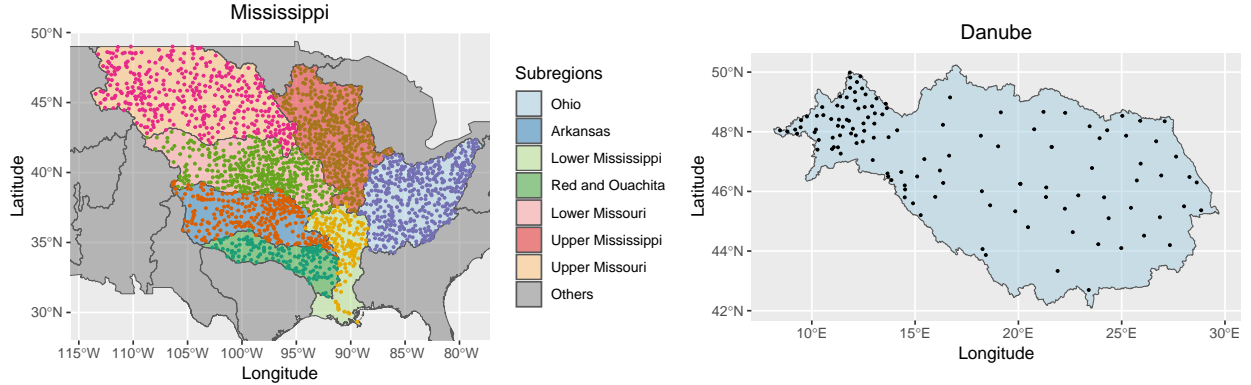 Mississippi
50°N
45°N
40°N
35°N
30°N
Latitude
115°W 110°W 105°W 100°W 95°W 90°W 85°W 80°W
Longitude
Subregions
Ohio
Arkansas
Lower Mississippi
Red and Ouachita
Lower Missouri
Upper Mississippi
Upper Missouri
Others
Danube
50°N
48°N
46°N
44°N
42°N
Latitude
10°E 15°E 20°E 25°E 30°E
Longitude